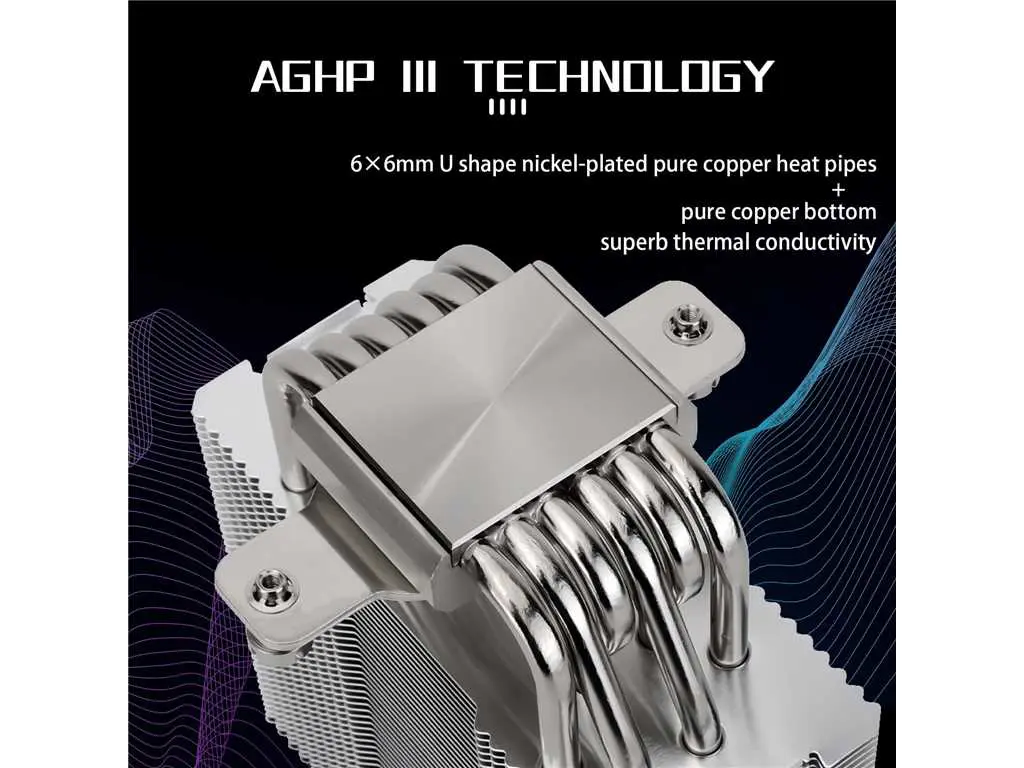 AGHP III TECHNOLOGY
6×6mm U shape nickel-plated pure copper heat pipes
+
pure copper bottom
superb thermal conductivity